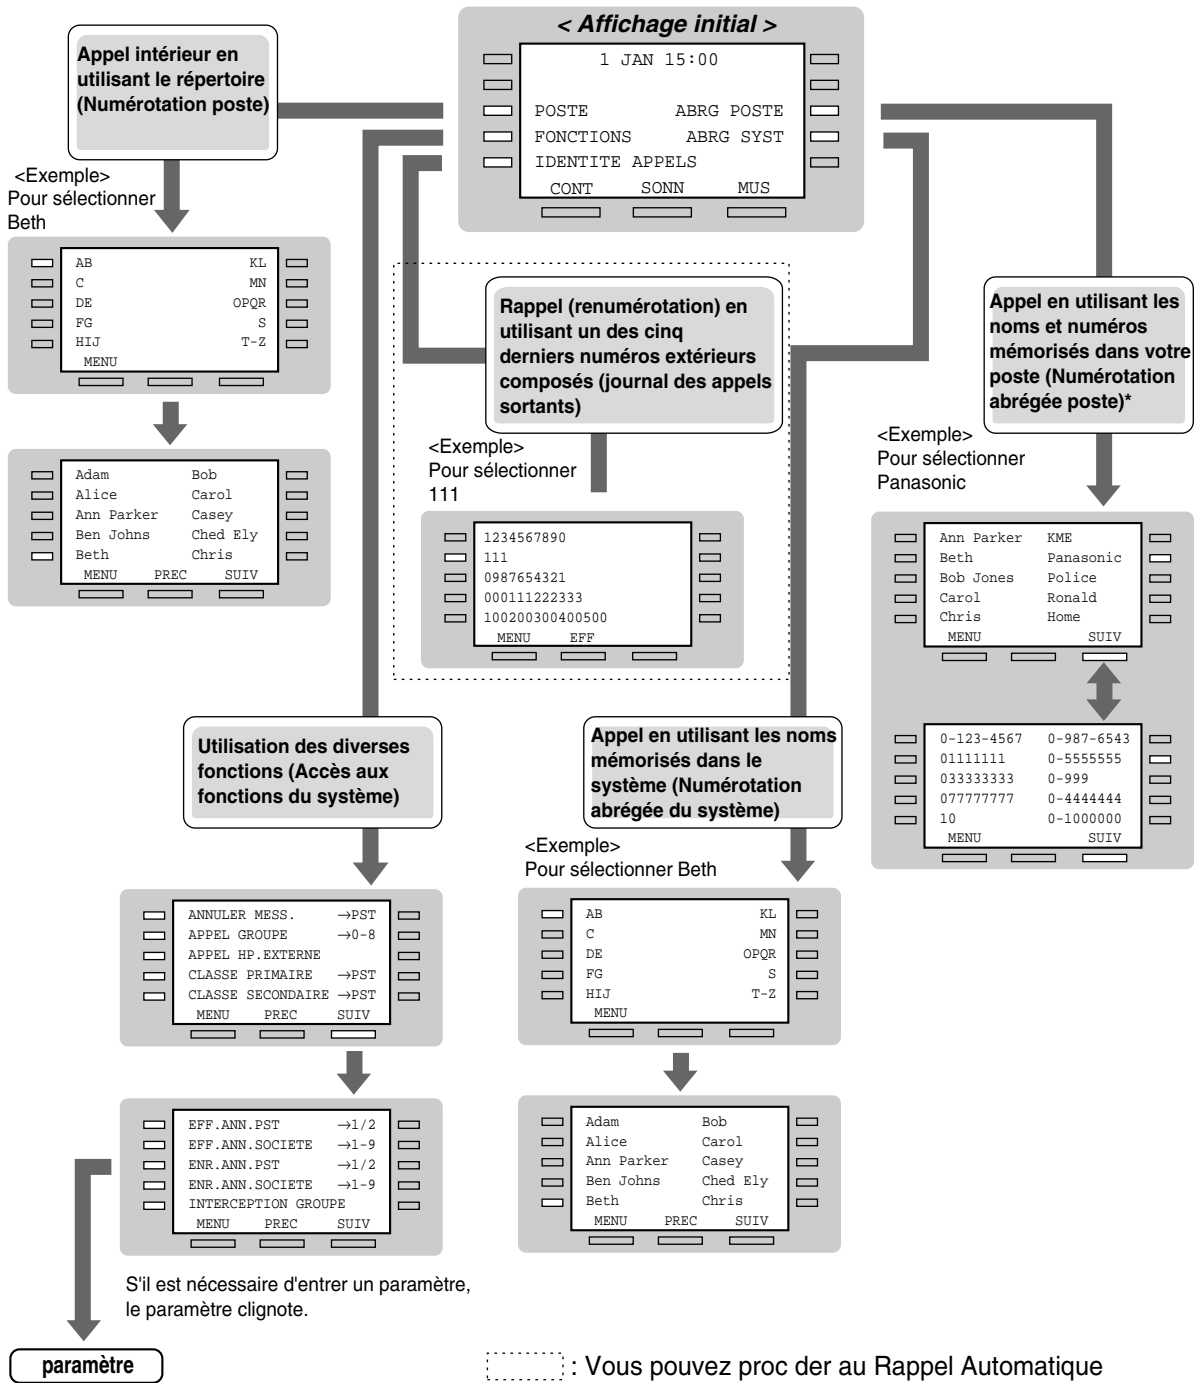 < Affichage initial >
1 JAN 15:00
POSTE ABRG POSTE
FONCTIONS ABRG SYST
IDENTITE APPELS
CONT SONN MUS
Appel intérieur en
utilisant le répertoire
(Numérotation poste)
<Exemple>
Pour sélectionner
Beth
AB KL
C MN
DE OPQR
FG S
HIJ T-Z
MENU
Adam Bob
Alice Carol
Ann Parker Casey
Ben Johns Ched Ely
Beth Chris
MENU PREC SUIV
Rappel (renumérotation) en
utilisant un des cinq
derniers numéros extérieurs
composés (journal des appels
sortants)
<Exemple>
Pour sélectionner
111
1234567890
111
0987654321
000111222333
100200300400500
MENU EFF
Appel en utilisant les
noms et numéros
mémorisés dans votre
poste (Numérotation
abrégée poste)*
<Exemple>
Pour sélectionner
Panasonic
Ann Parker KME
Beth Panasonic
Bob Jones Police
Carol Ronald
Chris Home
MENU SUIV
0-123-4567 0-987-6543
01111111 0-5555555
033333333 0-999
077777777 0-4444444
10 0-1000000
MENU SUIV
Utilisation des diverses
fonctions (Accès aux
fonctions du système)
ANNULER MESS. →PST
APPEL GROUPE →0-8
APPEL HP.EXTERNE
CLASSE PRIMAIRE →PST
CLASSE SECONDAIRE →PST
MENU PREC SUIV
EFF.ANN.PST →1/2
EFF.ANN.SOCIETE →1-9
ENR.ANN.PST →1/2
ENR.ANN.SOCIETE →1-9
INTERCEPTION GROUPE
MENU PREC SUIV
S'il est nécessaire d'entrer un paramètre,
le paramètre clignote.
paramètre
Appel en utilisant les noms
mémorisés dans le
système (Numérotation
abrégée du système)
<Exemple>
Pour sélectionner Beth
AB KL
C MN
DE OPQR
FG S
HIJ T-Z
MENU
Adam Bob
Alice Carol
Ann Parker Casey
Ben Johns Ched Ely
Beth Chris
MENU PREC SUIV
: Vous pouvez proc der au Rappel Automatique